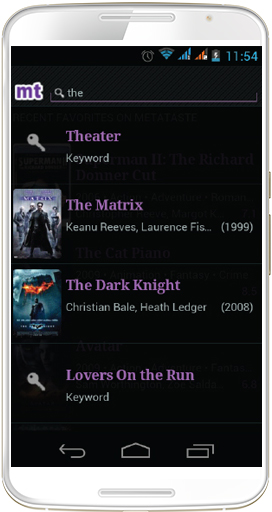 11:54
mt
the
RECENT FAVORITES ON METATASTE
Theater
Keyword
Superman II: The Richard
Donner Cut
The Matrix
Keanu Reeves, Laurence Fis... (1999)
The Cat Piano
The Dark Knight
Christian Bale, Heath Ledger (2008)
Avatar
Lovers On the Run
Keyword